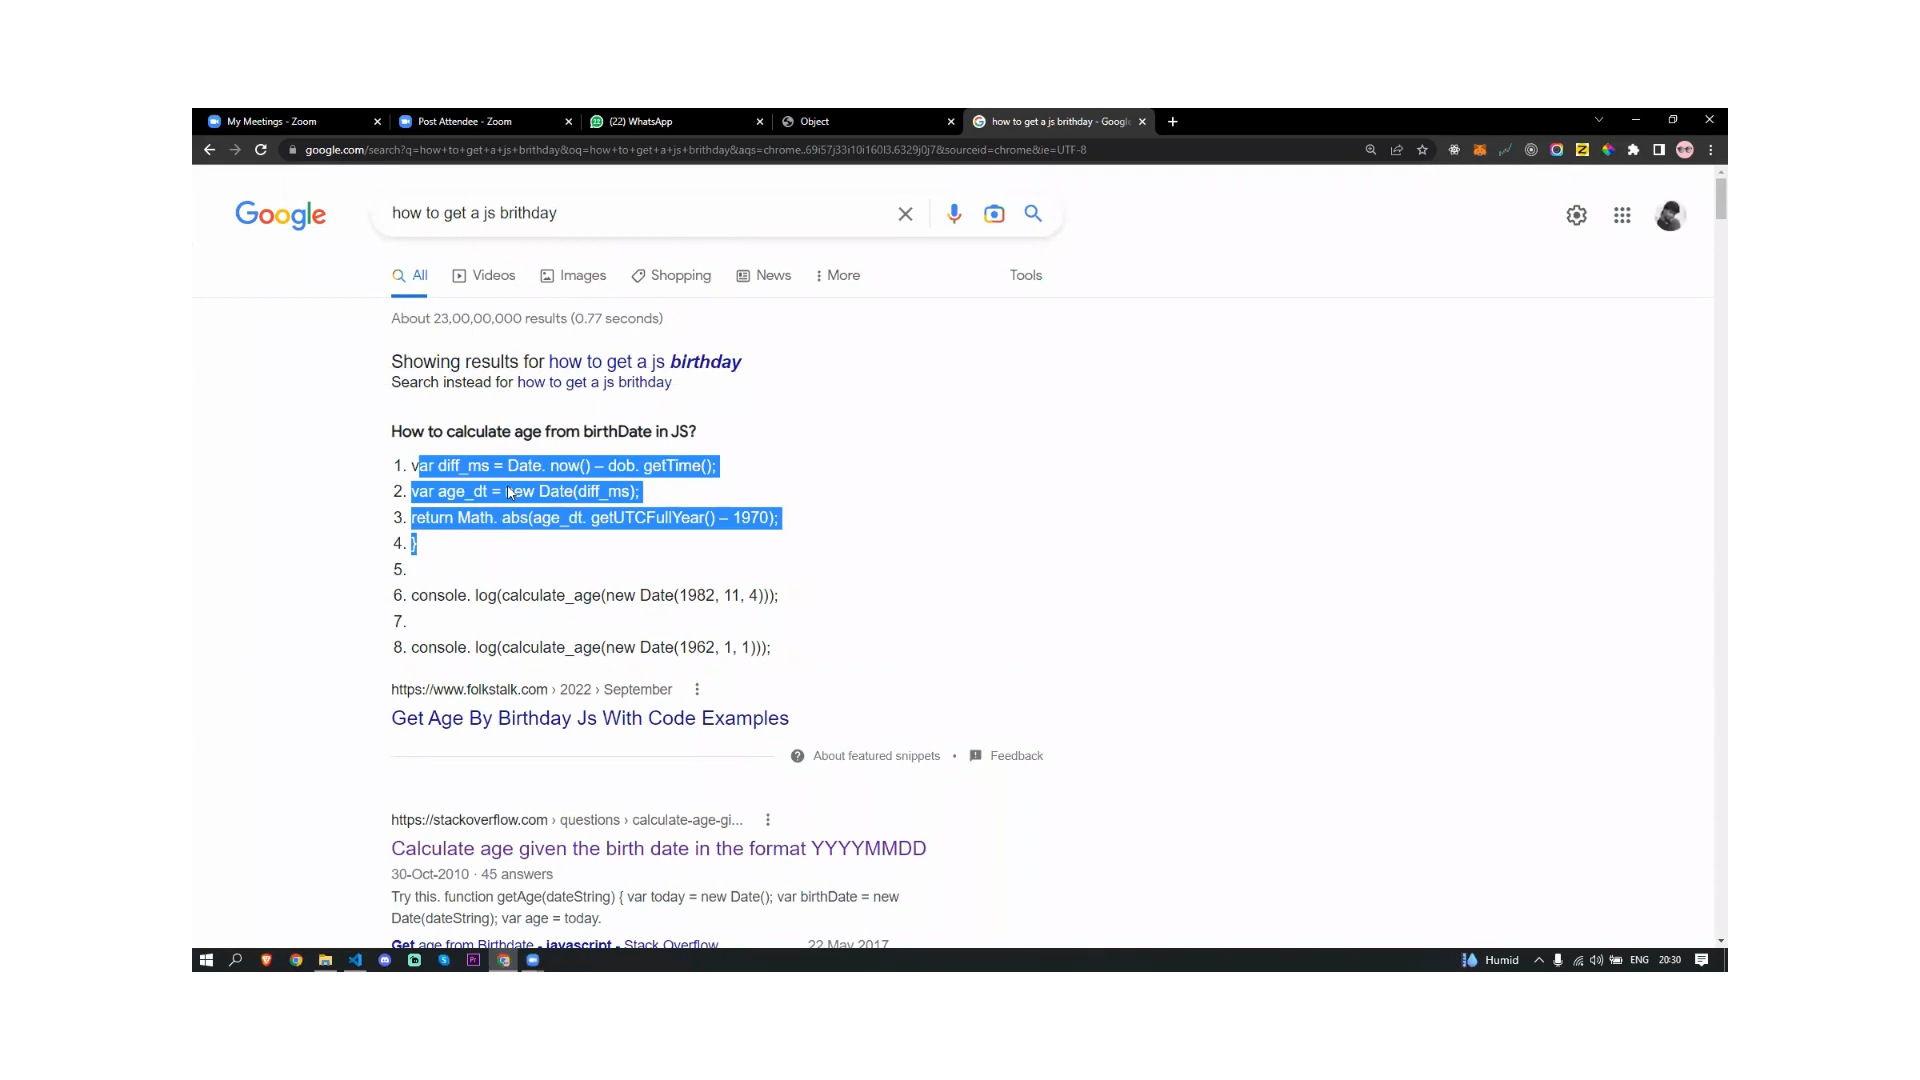 My Meetings - Zoom
Post Attendee - Zoom
(22) WhatsApp
Object
how to get a js brithday - Google
google.com/search?q=how+to+get+a+js+brithday&oq=how+to+get+a+js+brithday&aqs=chrome..69i57j33i10i160l3.6329j0j7&sourceid=chrome&ie=UTF-8
Google
how to get a js brithday
All
Videos
Images
Shopping
News
More
Tools
About 23,00,00,000 results (0.77 seconds)
Showing results for how to get a js birthday
Search instead for how to get a js brithday
How to calculate age from birthDate in JS?
1. var diff_ms = Date. now() – dob. getTime();
2. var age_dt = new Date(diff_ms);
3. return Math. abs(age_dt. getUTCFullYear() – 1970);
4. }
5.
6. console. log(calculate_age(new Date(1982, 11, 4)));
7.
8. console. log(calculate_age(new Date(1962, 1, 1)));
https://www.folkstalk.com › 2022 › September
Get Age By Birthday Js With Code Examples
About featured snippets • Feedback
https://stackoverflow.com › questions › calculate-age-gi...
Calculate age given the birth date in the format YYYYMMDD
30-Oct-2010 · 45 answers
Try this. function getAge(dateString) { var today = new Date(); var birthDate = new
Date(dateString); var age = today.
Get age from Birthdate - javascript - Stack Overflow 22 May 2017
Pr
Humid
ENG
20:30